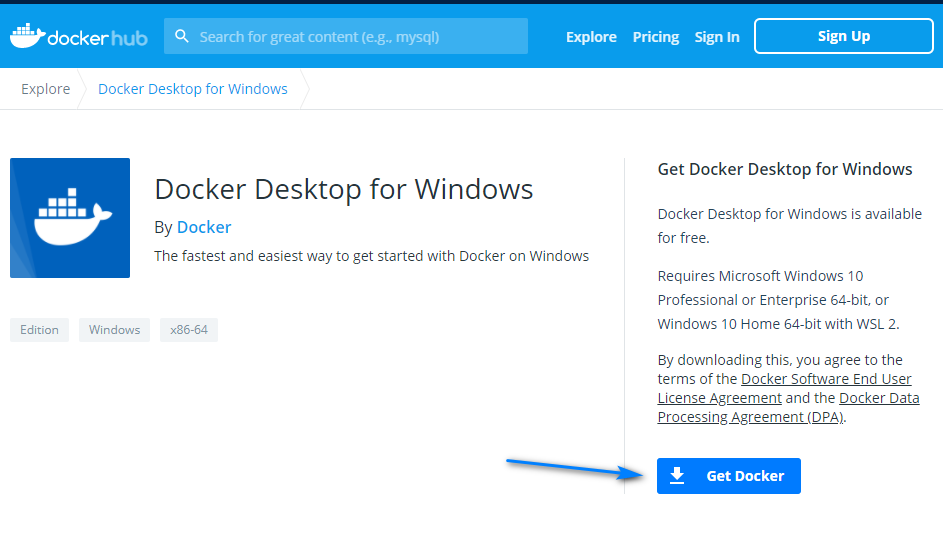 dockerhub
Search for great content (e.g., mysql)
Explore
Pricing
Sign In
Sign Up
Explore
Docker Desktop for Windows
Docker Desktop for Windows
By Docker
The fastest and easiest way to get started with Docker on Windows
Edition
Windows
x86-64
Get Docker Desktop for Windows
Docker Desktop for Windows is available
for free.
Requires Microsoft Windows 10
Professional or Enterprise 64-bit, or
Windows 10 Home 64-bit with WSL 2.
By downloading this, you agree to the
terms of the Docker Software End User
License Agreement and the Docker Data
Processing Agreement (DPA).
Get Docker